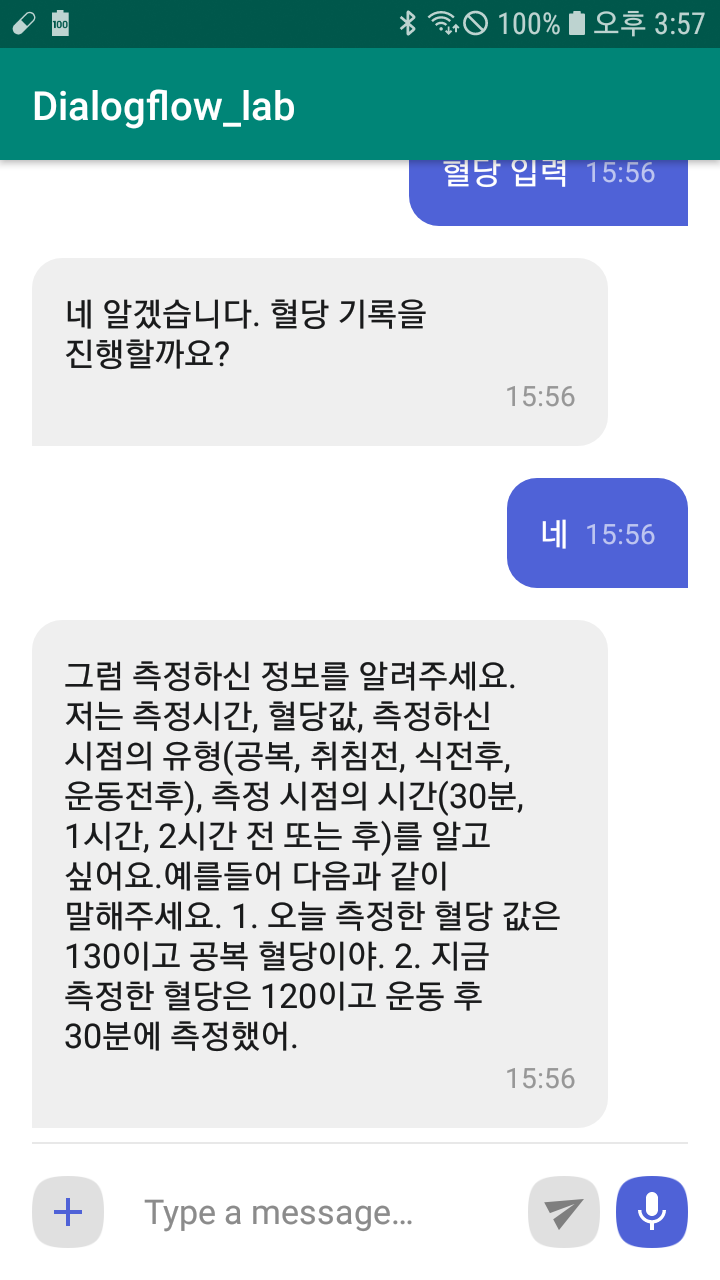 100
100% 오후 3:57
Dialogflow_lab
혈당 입력 15:56
네 알겠습니다. 혈당 기록을
진행할까요?
15:56
네 15:56
그럼 측정하신 정보를 알려주세요.
저는 측정시간, 혈당값, 측정하신
시점의 유형(공복, 취침전, 식전후,
운동전후), 측정 시점의 시간(30분,
1시간, 2시간 전 또는 후)를 알고
싶어요.예를들어 다음과 같이
말해주세요. 1. 오늘 측정한 혈당 값은
130이고 공복 혈당이야. 2. 지금
측정한 혈당은 120이고 운동 후
30분에 측정했어.
15:56
Type a message...